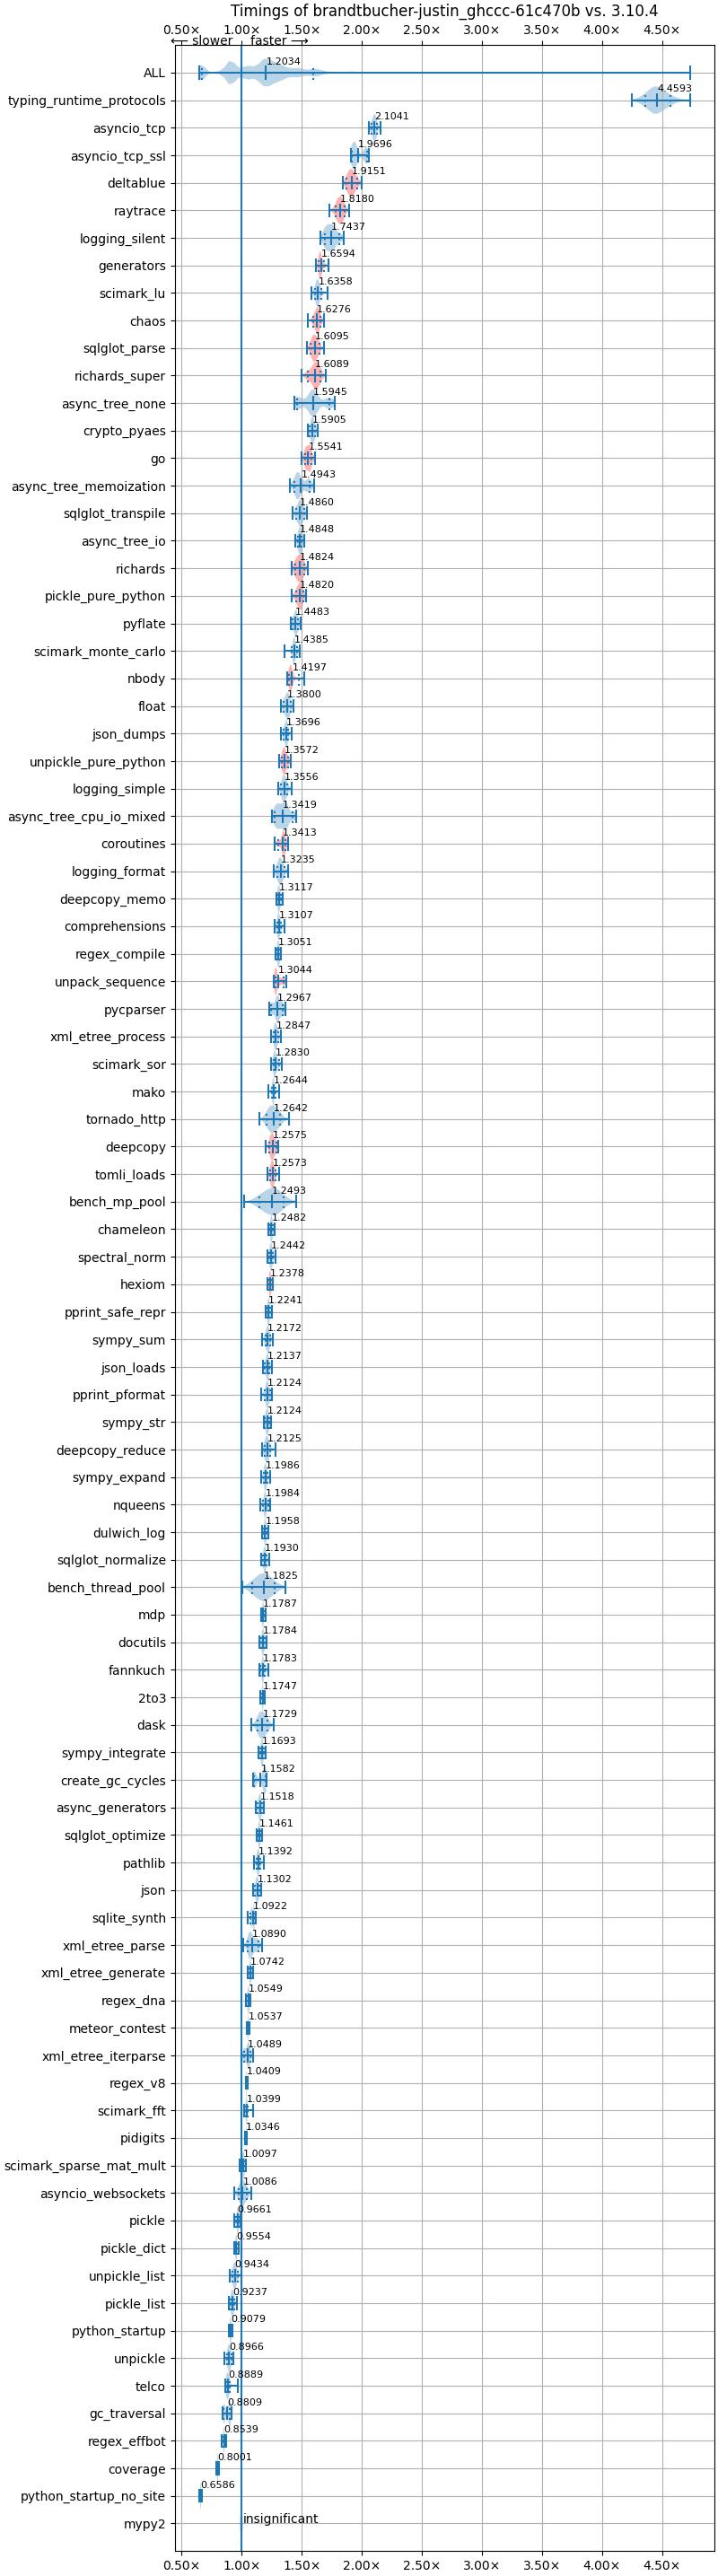 Timings of brandtbucher-justin_ghccc-61c470b vs. 3.10.4
0.50× 1.00× 1.50× 2.00× 2.50× 3.00× 3.50× 4.00× 4.50×
⟵ slower faster ⟶
ALL 1.2034
typing_runtime_protocols 4.4593
asyncio_tcp 2.1041
asyncio_tcp_ssl 1.9696
deltablue 1.9151
raytrace 1.8180
logging_silent 1.7437
generators 1.6594
scimark_lu 1.6358
chaos 1.6276
sqlglot_parse 1.6095
richards_super 1.6089
async_tree_none 1.5945
crypto_pyaes 1.5905
go 1.5541
async_tree_memoization 1.4943
sqlglot_transpile 1.4860
async_tree_io 1.4848
richards 1.4824
pickle_pure_python 1.4820
pyflate 1.4483
scimark_monte_carlo 1.4385
nbody 1.4197
float 1.3800
json_dumps 1.3696
unpickle_pure_python 1.3572
logging_simple 1.3556
async_tree_cpu_io_mixed 1.3419
coroutines 1.3413
logging_format 1.3235
deepcopy_memo 1.3117
comprehensions 1.3107
regex_compile 1.3051
unpack_sequence 1.3044
pycparser 1.2967
xml_etree_process 1.2847
scimark_sor 1.2830
mako 1.2644
tornado_http 1.2642
deepcopy 1.2575
tomli_loads 1.2573
bench_mp_pool 1.2493
chameleon 1.2482
spectral_norm 1.2442
hexiom 1.2378
pprint_safe_repr 1.2241
sympy_sum 1.2172
json_loads 1.2137
pprint_pformat 1.2124
sympy_str 1.2124
deepcopy_reduce 1.2125
sympy_expand 1.1986
nqueens 1.1984
dulwich_log 1.1958
sqlglot_normalize 1.1930
bench_thread_pool 1.1825
mdp 1.1787
docutils 1.1784
fannkuch 1.1783
2to3 1.1747
dask 1.1729
sympy_integrate 1.1693
create_gc_cycles 1.1582
async_generators 1.1518
sqlglot_optimize 1.1461
pathlib 1.1392
json 1.1302
sqlite_synth 1.0922
xml_etree_parse 1.0890
xml_etree_generate 1.0742
regex_dna 1.0549
meteor_contest 1.0537
xml_etree_iterparse 1.0489
regex_v8 1.0409
scimark_fft 1.0399
pidigits 1.0346
scimark_sparse_mat_mult 1.0097
asyncio_websockets 1.0086
pickle 0.9661
pickle_dict 0.9554
unpickle_list 0.9434
pickle_list 0.9237
python_startup 0.9079
unpickle 0.8966
telco 0.8889
gc_traversal 0.8809
regex_effbot 0.8539
coverage 0.8001
python_startup_no_site 0.6586
mypy2 insignificant
0.50× 1.00× 1.50× 2.00× 2.50× 3.00× 3.50× 4.00× 4.50×